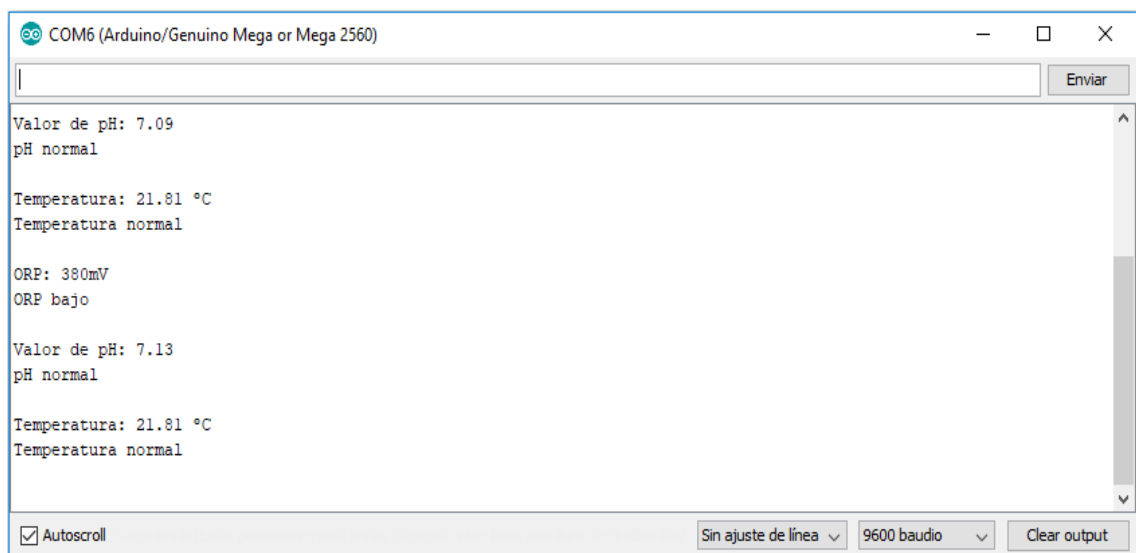 COM6 (Arduino/Genuino Mega or Mega 2560)
Enviar
Valor de pH: 7.09
pH normal
Temperatura: 21.81 °C
Temperatura normal
ORP: 380mV
ORP bajo
Valor de pH: 7.13
pH normal
Temperatura: 21.81 °C
Temperatura normal
Autoscroll
Sin ajuste de línea
9600 baudio
Clear output